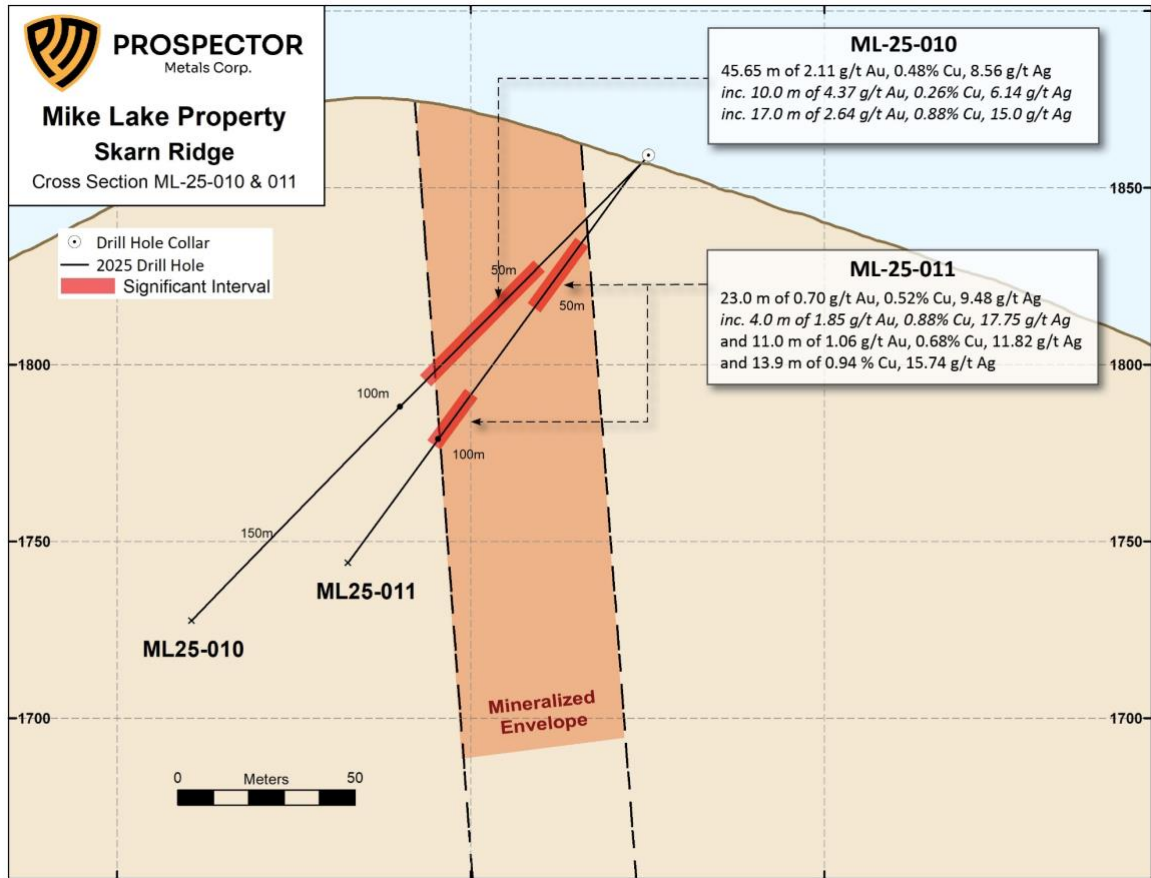 PROSPECTOR
Metals Corp.
Mike Lake Property
Skarn Ridge
Cross Section ML-25-010 & 011
Drill Hole Collar
2025 Drill Hole
Significant Interval
ML-25-010
45.65 m of 2.11 g/t Au, 0.48% Cu, 8.56 g/t Ag
inc. 10.0 m of 4.37 g/t Au, 0.26% Cu, 6.14 g/t Ag
inc. 17.0 m of 2.64 g/t Au, 0.88% Cu, 15.0 g/t Ag
1850
1850
ML-25-011
23.0 m of 0.70 g/t Au, 0.52% Cu, 9.48 g/t Ag
inc. 4.0 m of 1.85 g/t Au, 0.88% Cu, 17.75 g/t Ag
and 11.0 m of 1.06 g/t Au, 0.68% Cu, 11.82 g/t Ag
and 13.9 m of 0.94 % Cu, 15.74 g/t Ag
50m
50m
1800
1800
100m
100m
150m
1750
1750
ML25-011
ML25-010
1700
1700
Mineralized
Envelope
0 Meters 50